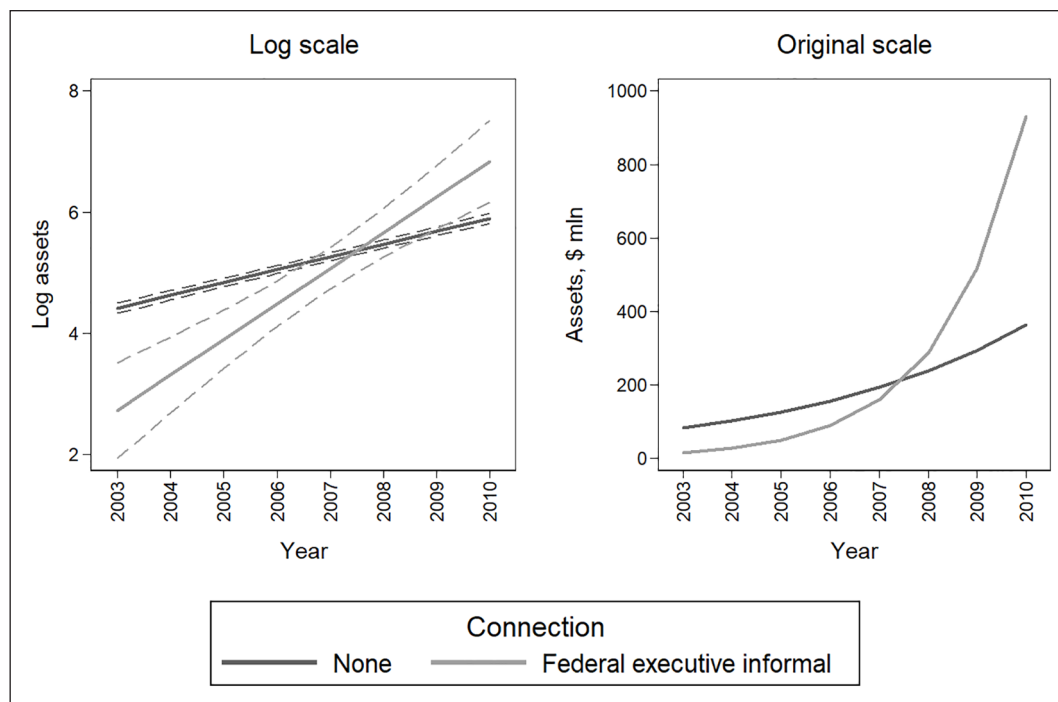 Log scale
8
6
4
2
Log assets
2003
2004
2005
2006
2007
2008
2009
2010
Year
Original scale
1000
800
600
400
200
0
Assets, $ mln
2003
2004
2005
2006
2007
2008
2009
2010
Year
Connection
None
Federal executive informal